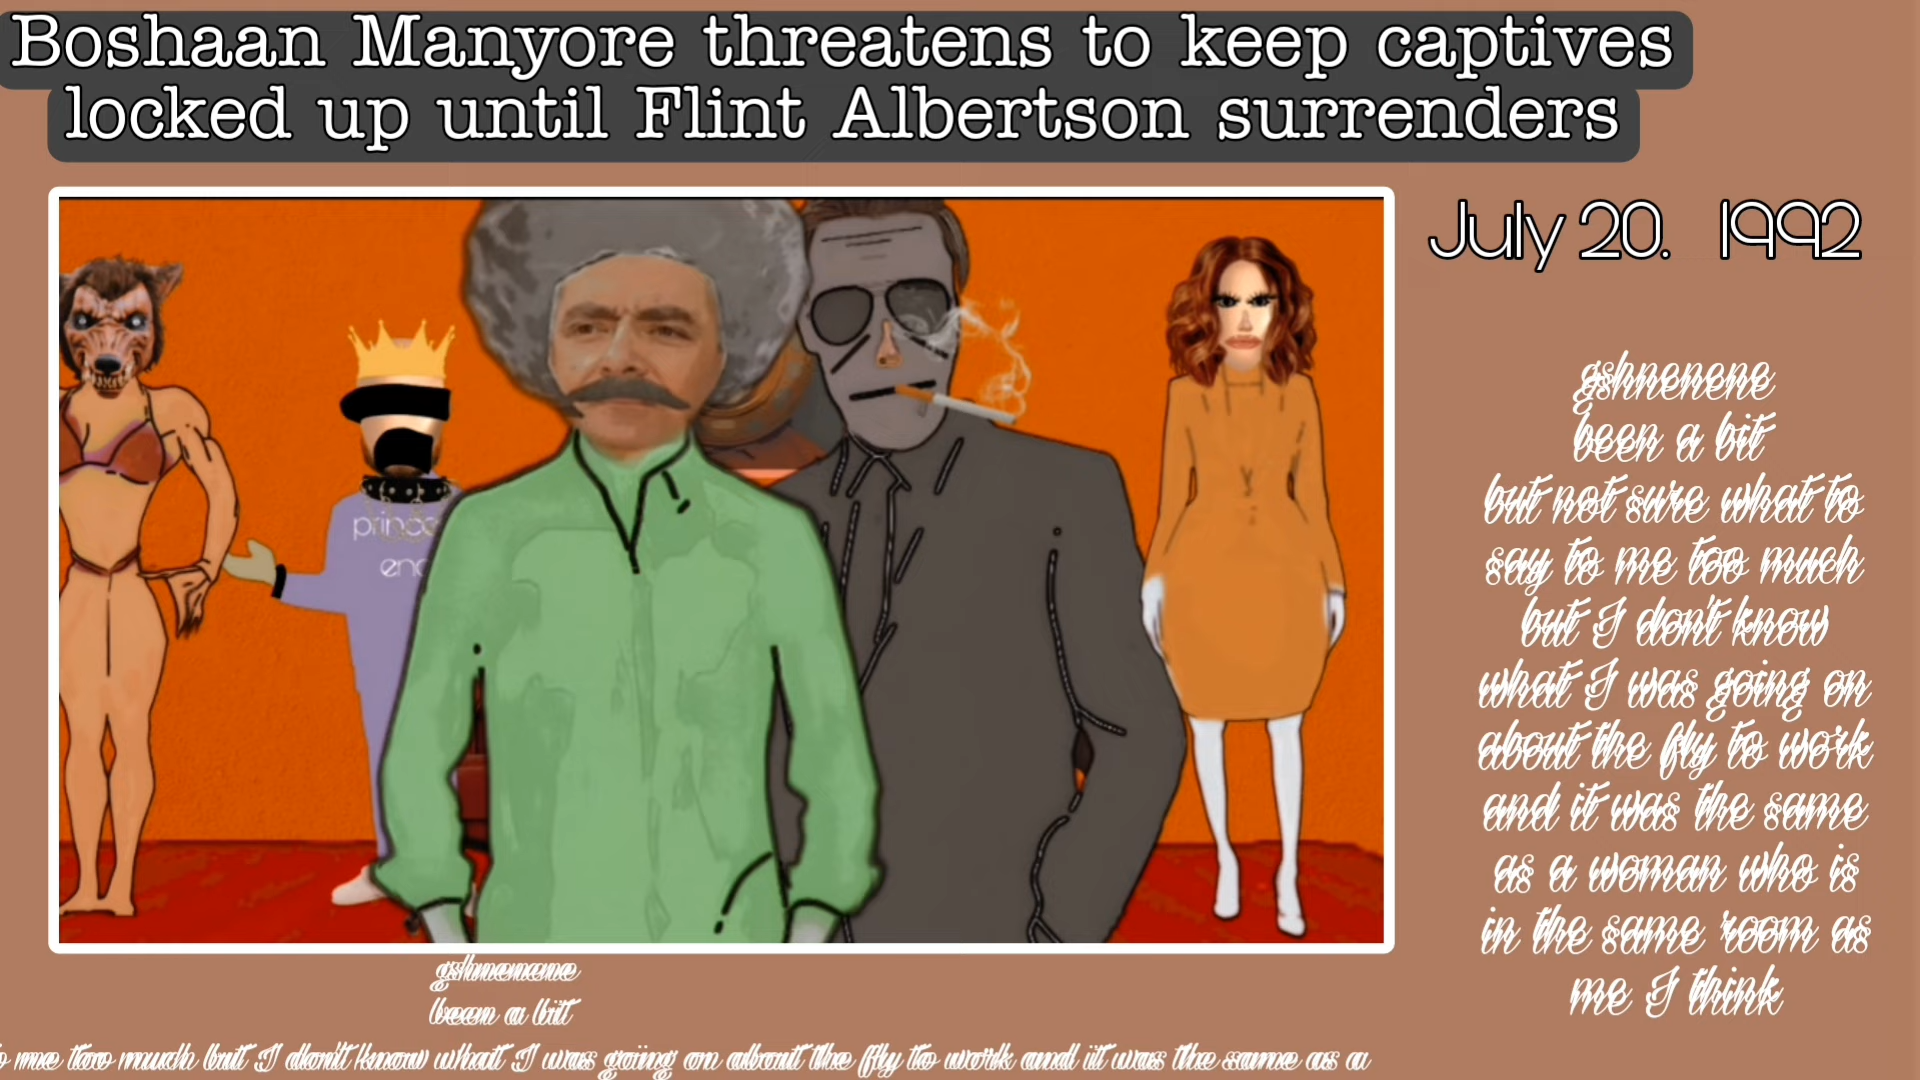 Boshaan Manyore threatens to keep captives
locked up until Flint Albertson surrenders
July 20. 1992
gshnenene
been a bit
but not sure what to
say to me too much
but I don't know
what I was going on
about the fly to work
and it was the same
as a woman who is
in the same room as
me I think
gshnenene
been a bit
me too much but I don't know what I was going on about the fly to work and it was the same as a